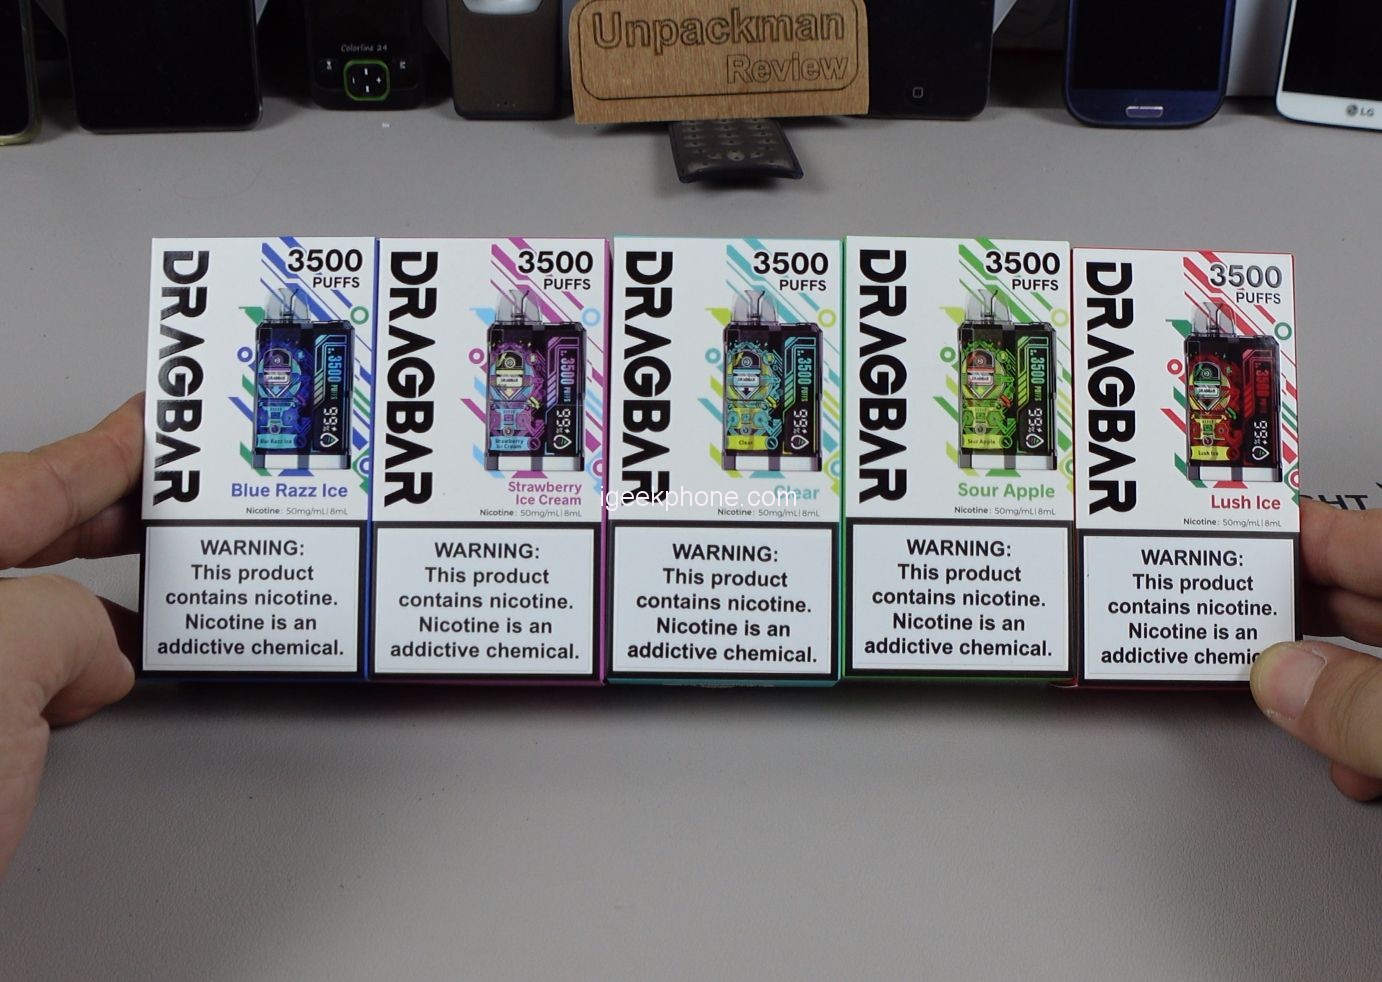 Unpackman
Review
Colorline 24
LG
DRAGBAR
3500
PUFFS
Blue Razz Ice
Nicotine: 50mg/mL| 8mL
WARNING:
This product
contains nicotine.
Nicotine is an
addictive chemical.
DRAGBAR
3500
PUFFS
Strawberry
Ice Cream
Nicotine: 50mg/mL| 8mL
WARNING:
This product
contains nicotine.
Nicotine is an
addictive chemical.
DRAGBAR
3500
PUFFS
Clear
Nicotine: 50mg/mL| 8mL
WARNING:
This product
contains nicotine.
Nicotine is an
addictive chemical.
DRAGBAR
3500
PUFFS
Sour Apple
Nicotine: 50mg/mL| 8mL
WARNING:
This product
contains nicotine.
Nicotine is an
addictive chemical.
DRAGBAR
3500
PUFFS
Lush Ice
Nicotine: 50mg/mL| 8mL
WARNING:
This product
contains nicotine.
Nicotine is an
addictive chemic
igeekphone.com